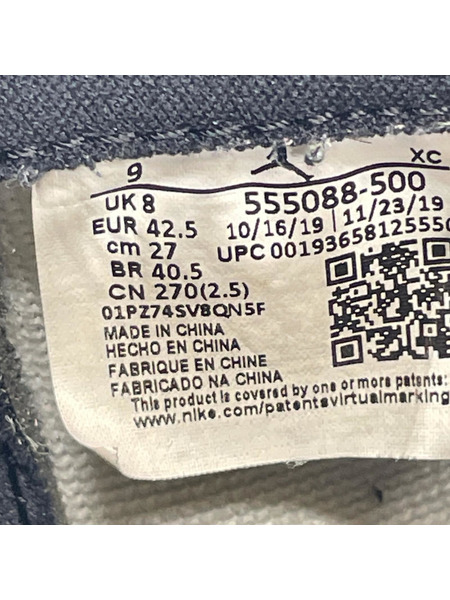 9 XC
UK 8 555088-500
EUR 42.5 10/16/19 | 11/23/19
cm 27 UPC 00193658125550
BR 40.5
CN 270(2.5)
01PZ74SV8QN5F
MADE IN CHINA
HECHO EN CHINA
FABRIQUE EN CHINE
FABRICADO NA CHINA
This product is covered by one or more patents:
www.nike.com/patentsvirtualmarking